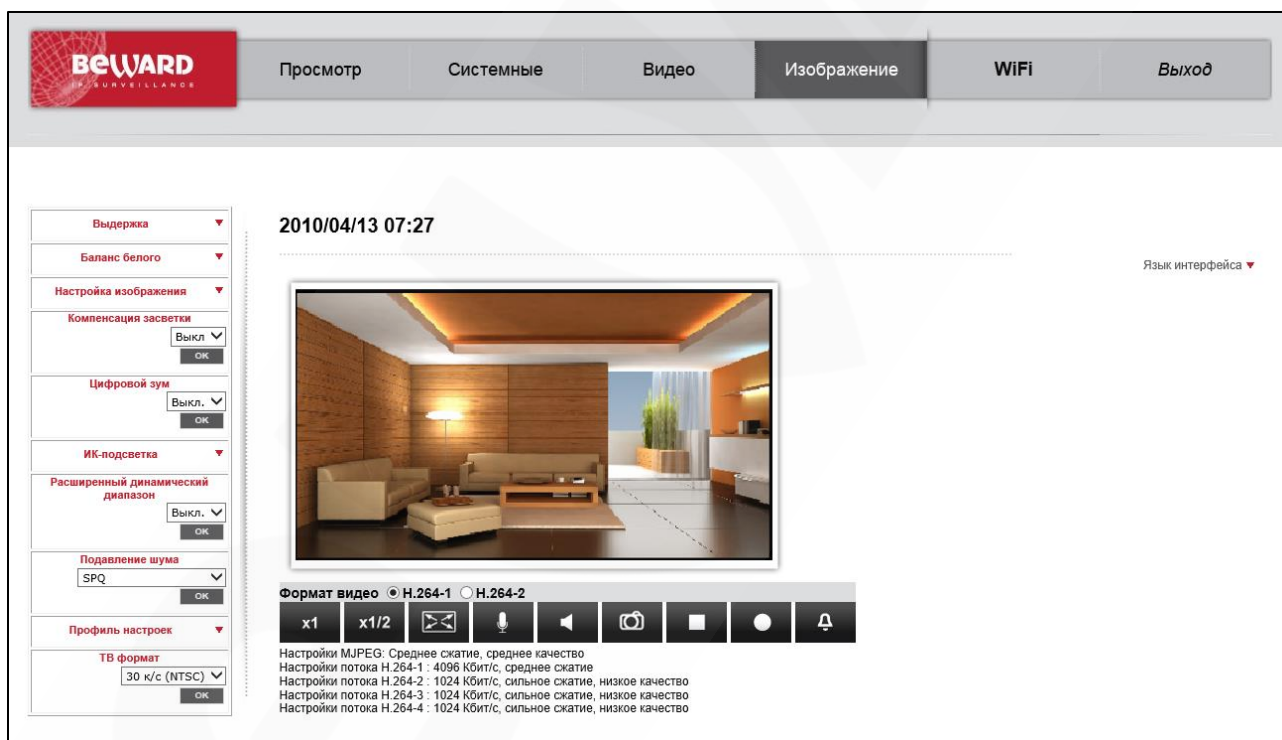 BEWARD
IP SURVEILLANCE
Просмотр
Системные
Видео
Изображение
WiFi
Выход
2010/04/13 07:27
Язык интерфейса
Выдержка
Баланс белого
Настройка изображения
Компенсация засветки
Выкл
OK
Цифровой зум
Выкл.
OK
ИК-подсветка
Расширенный динамический
диапазон
Выкл.
OK
Подавление шума
SPQ
OK
Профиль настроек
ТВ формат
30 к/с (NTSC)
OK
Формат видео H.264-1 H.264-2
x1 x1/2
Настройки MJPEG: Среднее сжатие, среднее качество
Настройки потока H.264-1 : 4096 Кбит/с, среднее сжатие
Настройки потока H.264-2 : 1024 Кбит/с, сильное сжатие, низкое качество
Настройки потока H.264-3 : 1024 Кбит/с, сильное сжатие, низкое качество
Настройки потока H.264-4 : 1024 Кбит/с, сильное сжатие, низкое качество